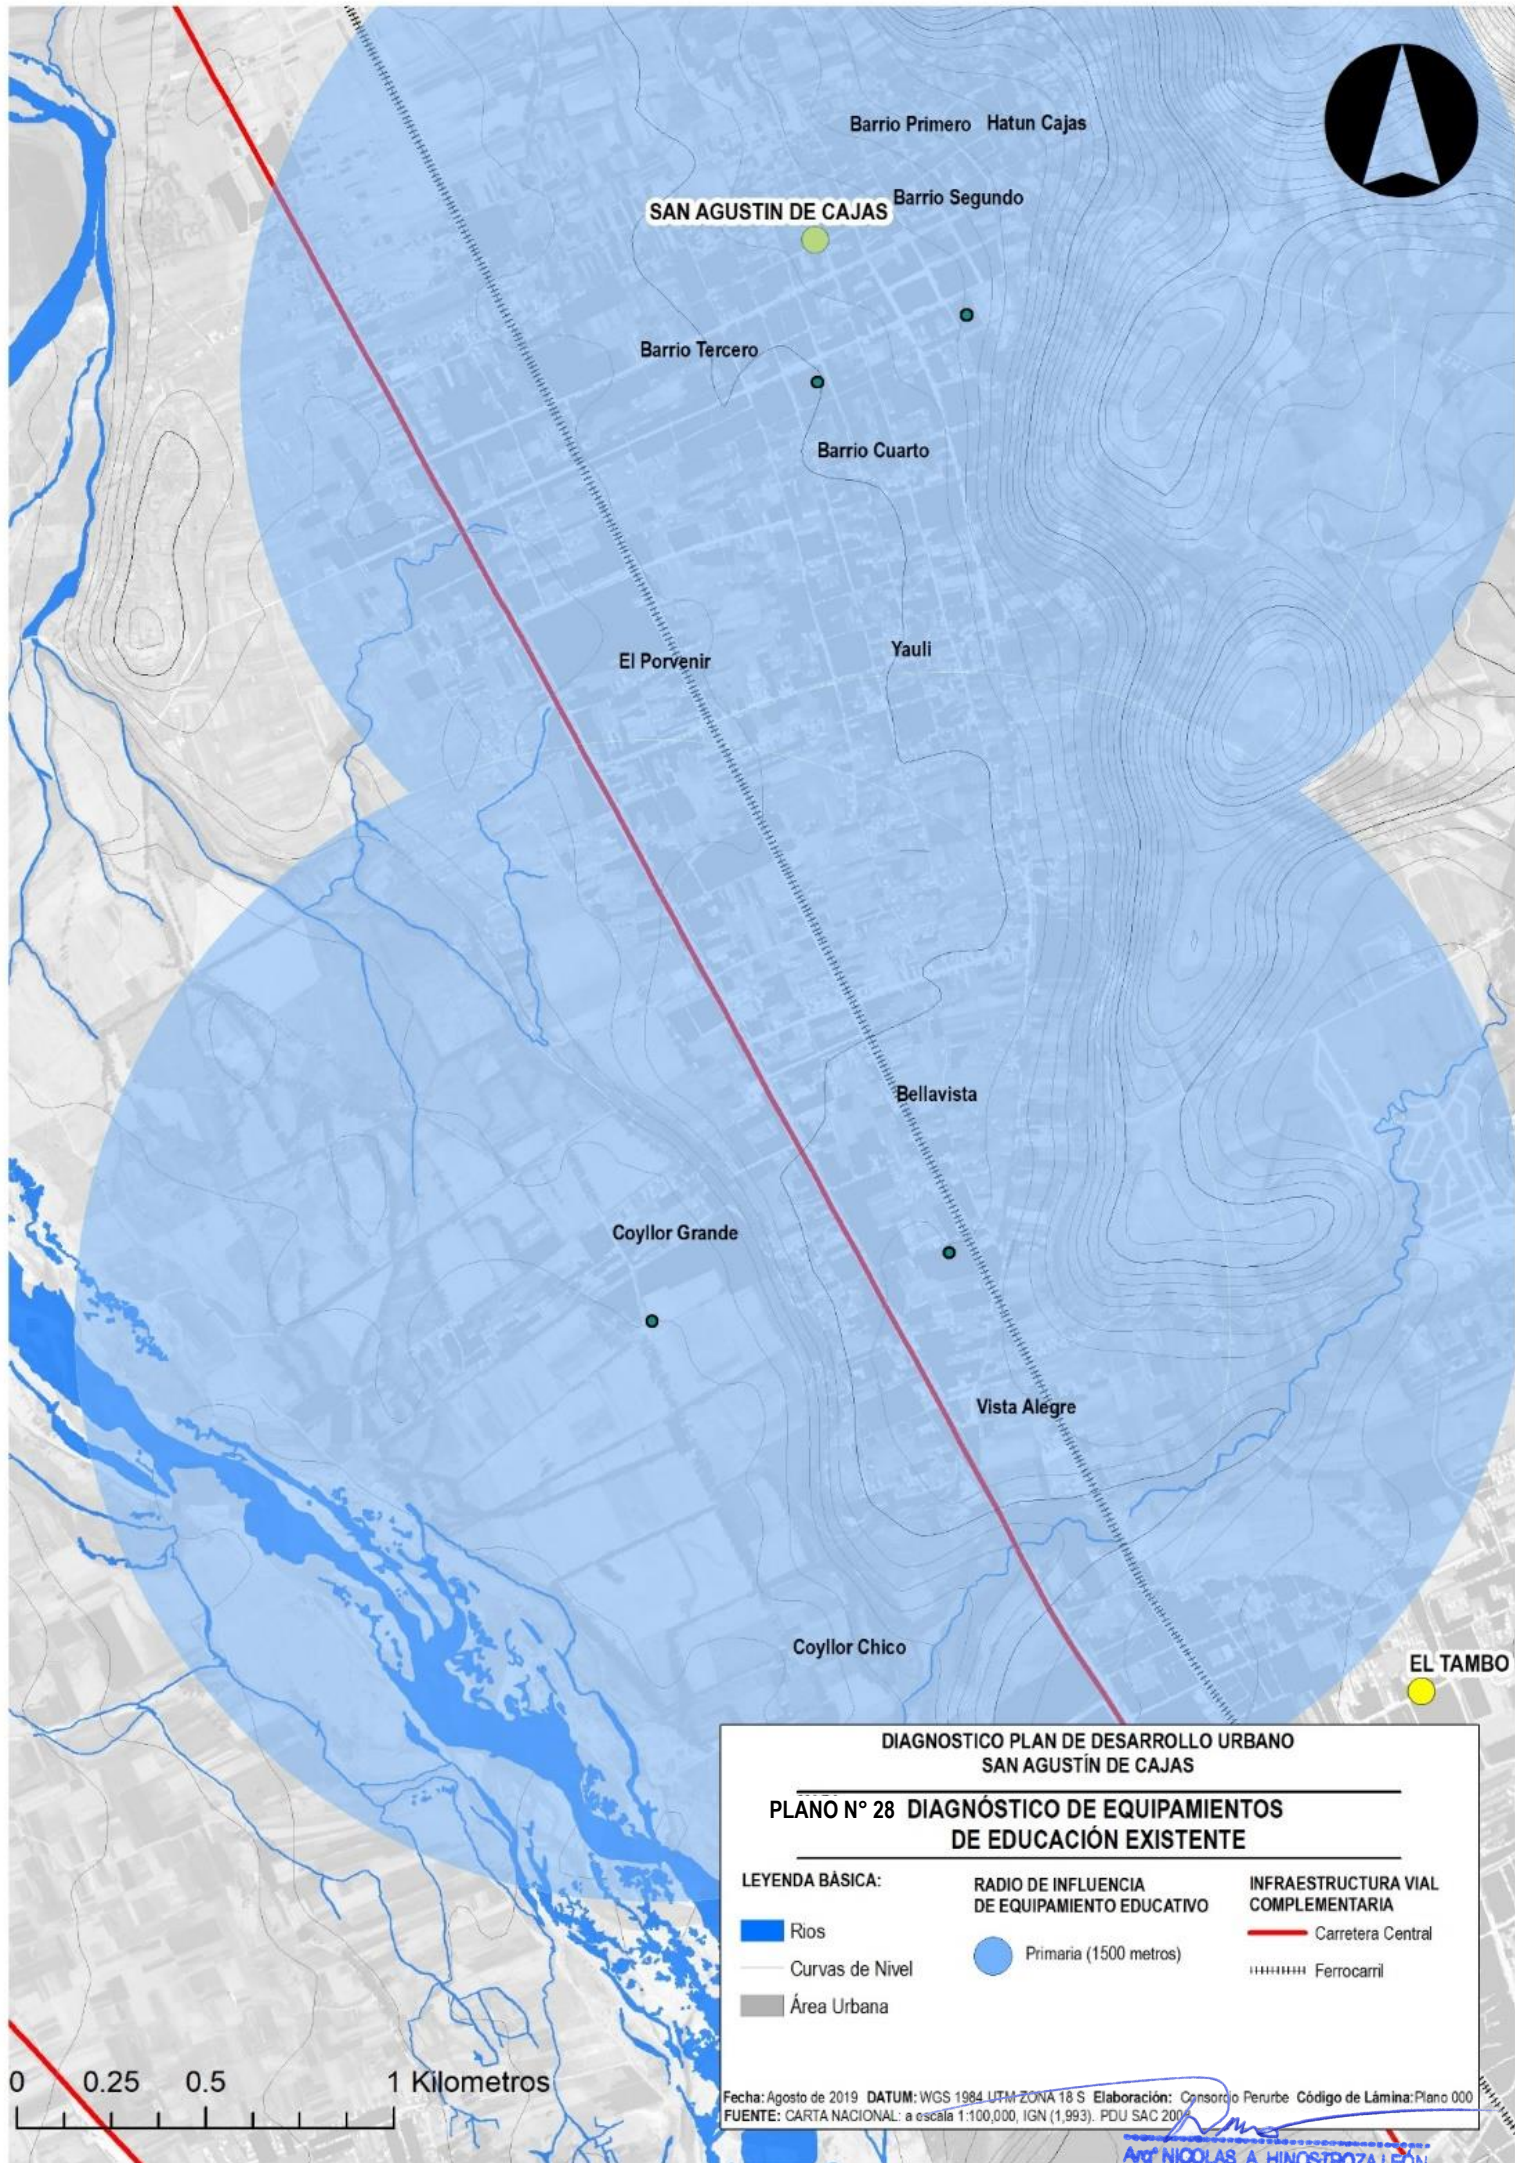 Barrio Primero
Hatun Cajas
Barrio Segundo
SAN AGUSTIN DE CAJAS
Barrio Tercero
Barrio Cuarto
El Porvenir
Yauli
Bellavista
Coyllor Grande
Vista Alegre
Coyllor Chico
EL TAMBO
DIAGNOSTICO PLAN DE DESARROLLO URBANO
SAN AGUSTÍN DE CAJAS
PLANO N° 28 DIAGNÓSTICO DE EQUIPAMIENTOS
DE EDUCACIÓN EXISTENTE
LEYENDA BÀSICA:
Rios
Curvas de Nivel
Área Urbana
RADIO DE INFLUENCIA
DE EQUIPAMIENTO EDUCATIVO
Primaria (1500 metros)
INFRAESTRUCTURA VIAL
COMPLEMENTARIA
Carretera Central
Ferrocarril
0 0.25 0.5 1 Kilometros
Fecha: Agosto de 2019 DATUM: WGS 1984 UTM ZONA 18 S Elaboración: Consorcio Perurbe Código de Lámina: Plano 000
FUENTE: CARTA NACIONAL: a escala 1:100,000, IGN (1,993). PDU SAC
Arqº NICOLAS A. HINOSTROZA LEÓN